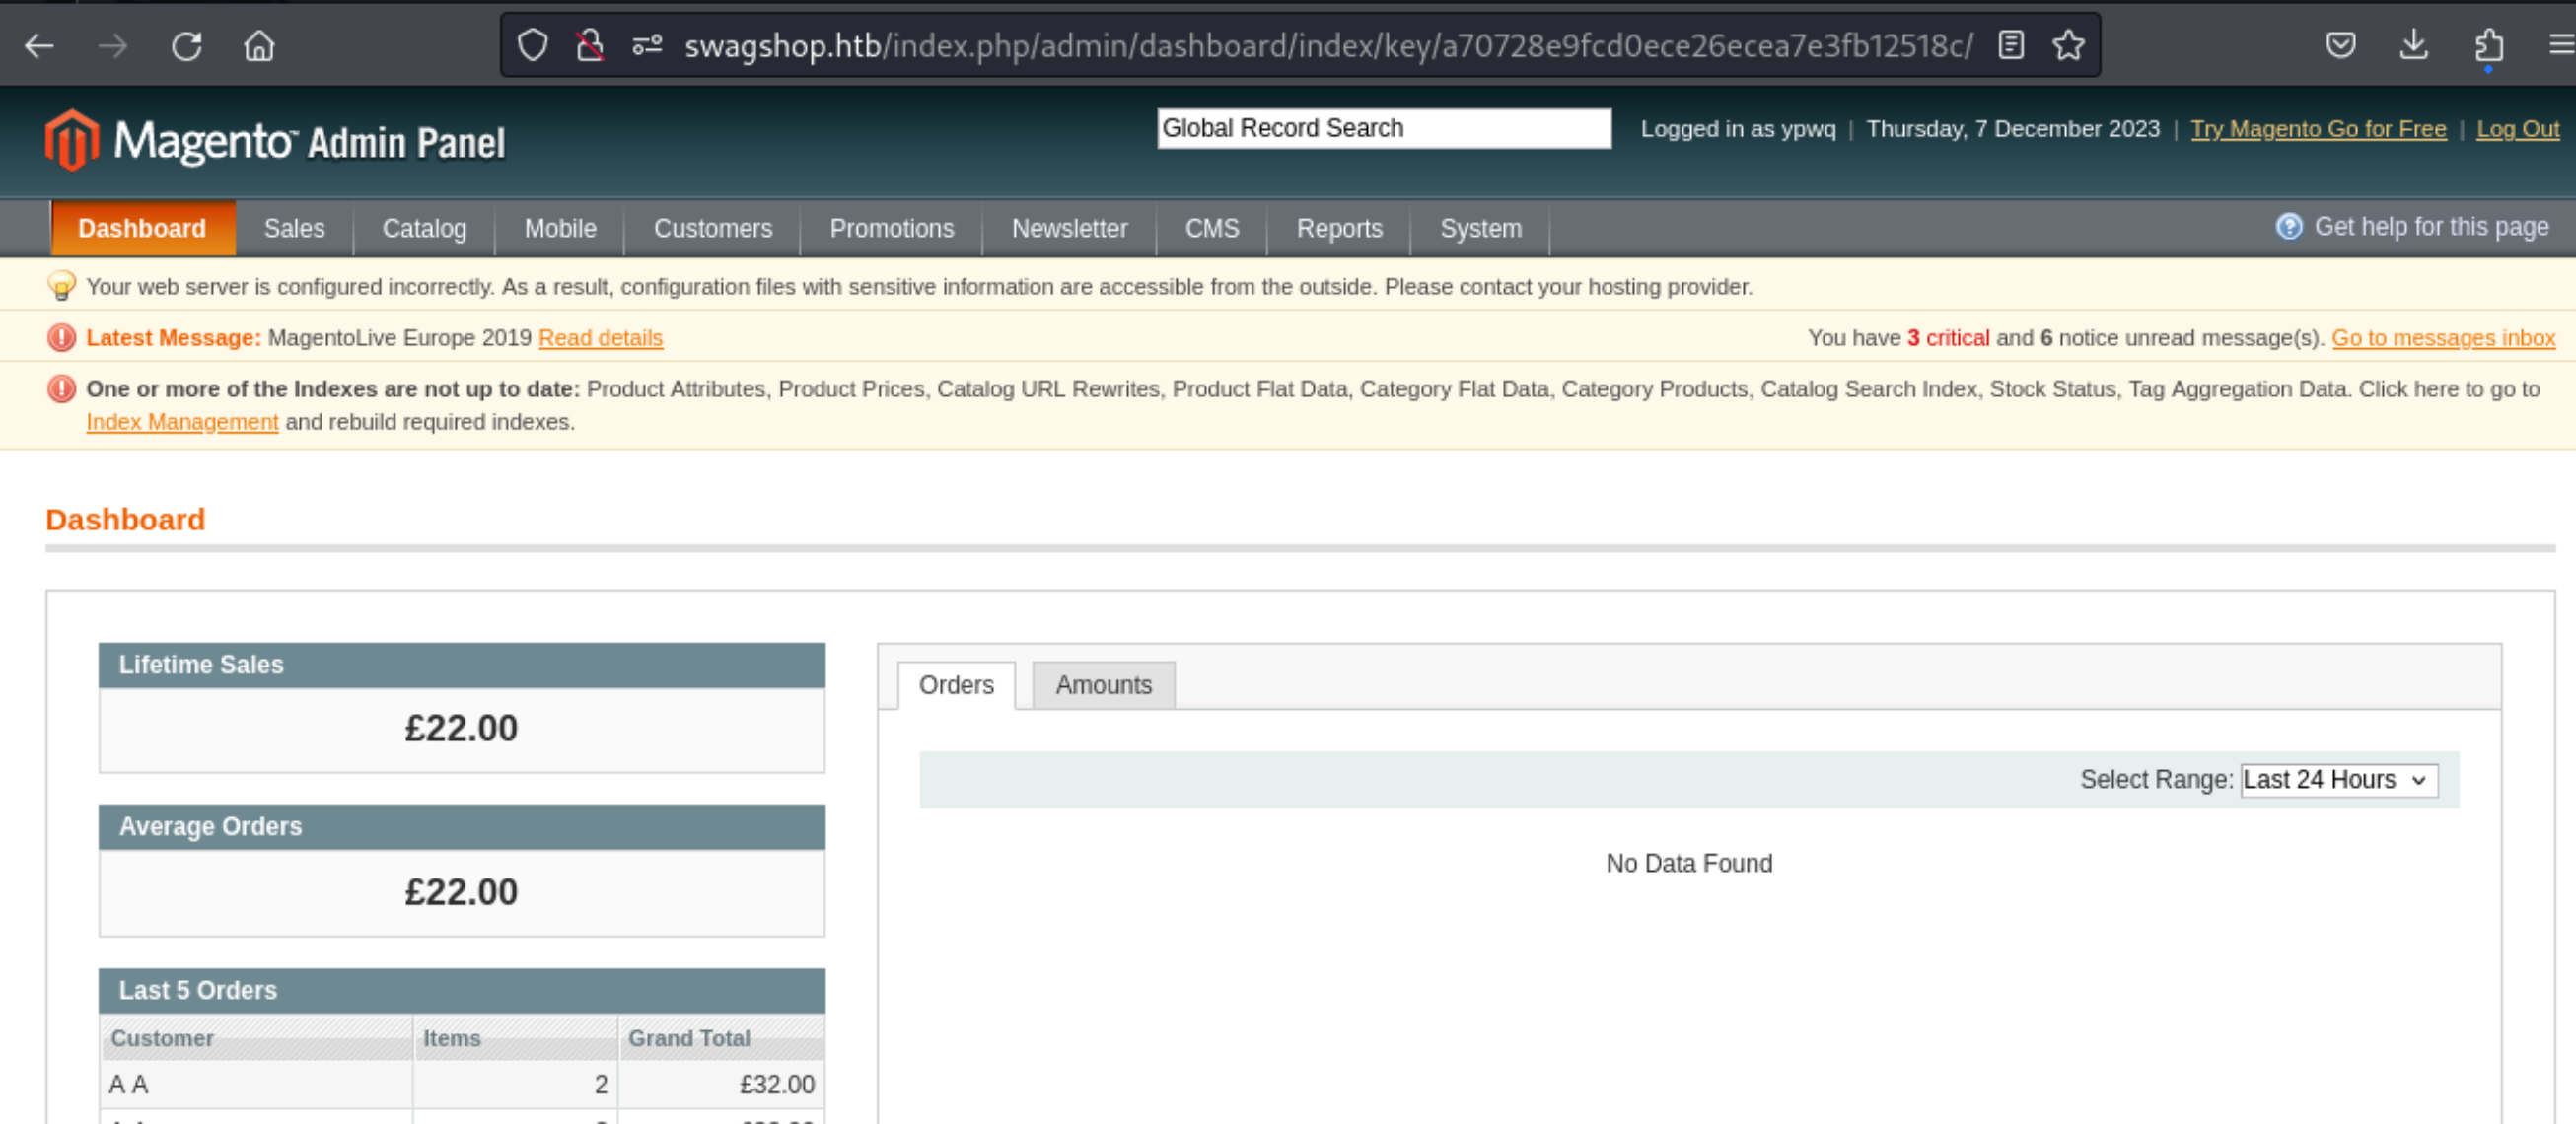 swagshop.htb/index.php/admin/dashboard/index/key/a70728e9fcd0ece26ecea7e3fb12518c/
Magento™ Admin Panel
Global Record Search
Logged in as ypwq | Thursday, 7 December 2023 | Try Magento Go for Free | Log Out
Dashboard Sales Catalog Mobile Customers Promotions Newsletter CMS Reports System
Get help for this page
Your web server is configured incorrectly. As a result, configuration files with sensitive information are accessible from the outside. Please contact your hosting provider.
Latest Message: MagentoLive Europe 2019 Read details
You have 3 critical and 6 notice unread message(s). Go to messages inbox
One or more of the Indexes are not up to date: Product Attributes, Product Prices, Catalog URL Rewrites, Product Flat Data, Category Flat Data, Category Products, Catalog Search Index, Stock Status, Tag Aggregation Data. Click here to go to
Index Management and rebuild required indexes.
Dashboard
Lifetime Sales
£22.00
Average Orders
£22.00
Last 5 Orders
Customer Items Grand Total
A A 2 £32.00
Orders Amounts
Select Range: Last 24 Hours
No Data Found